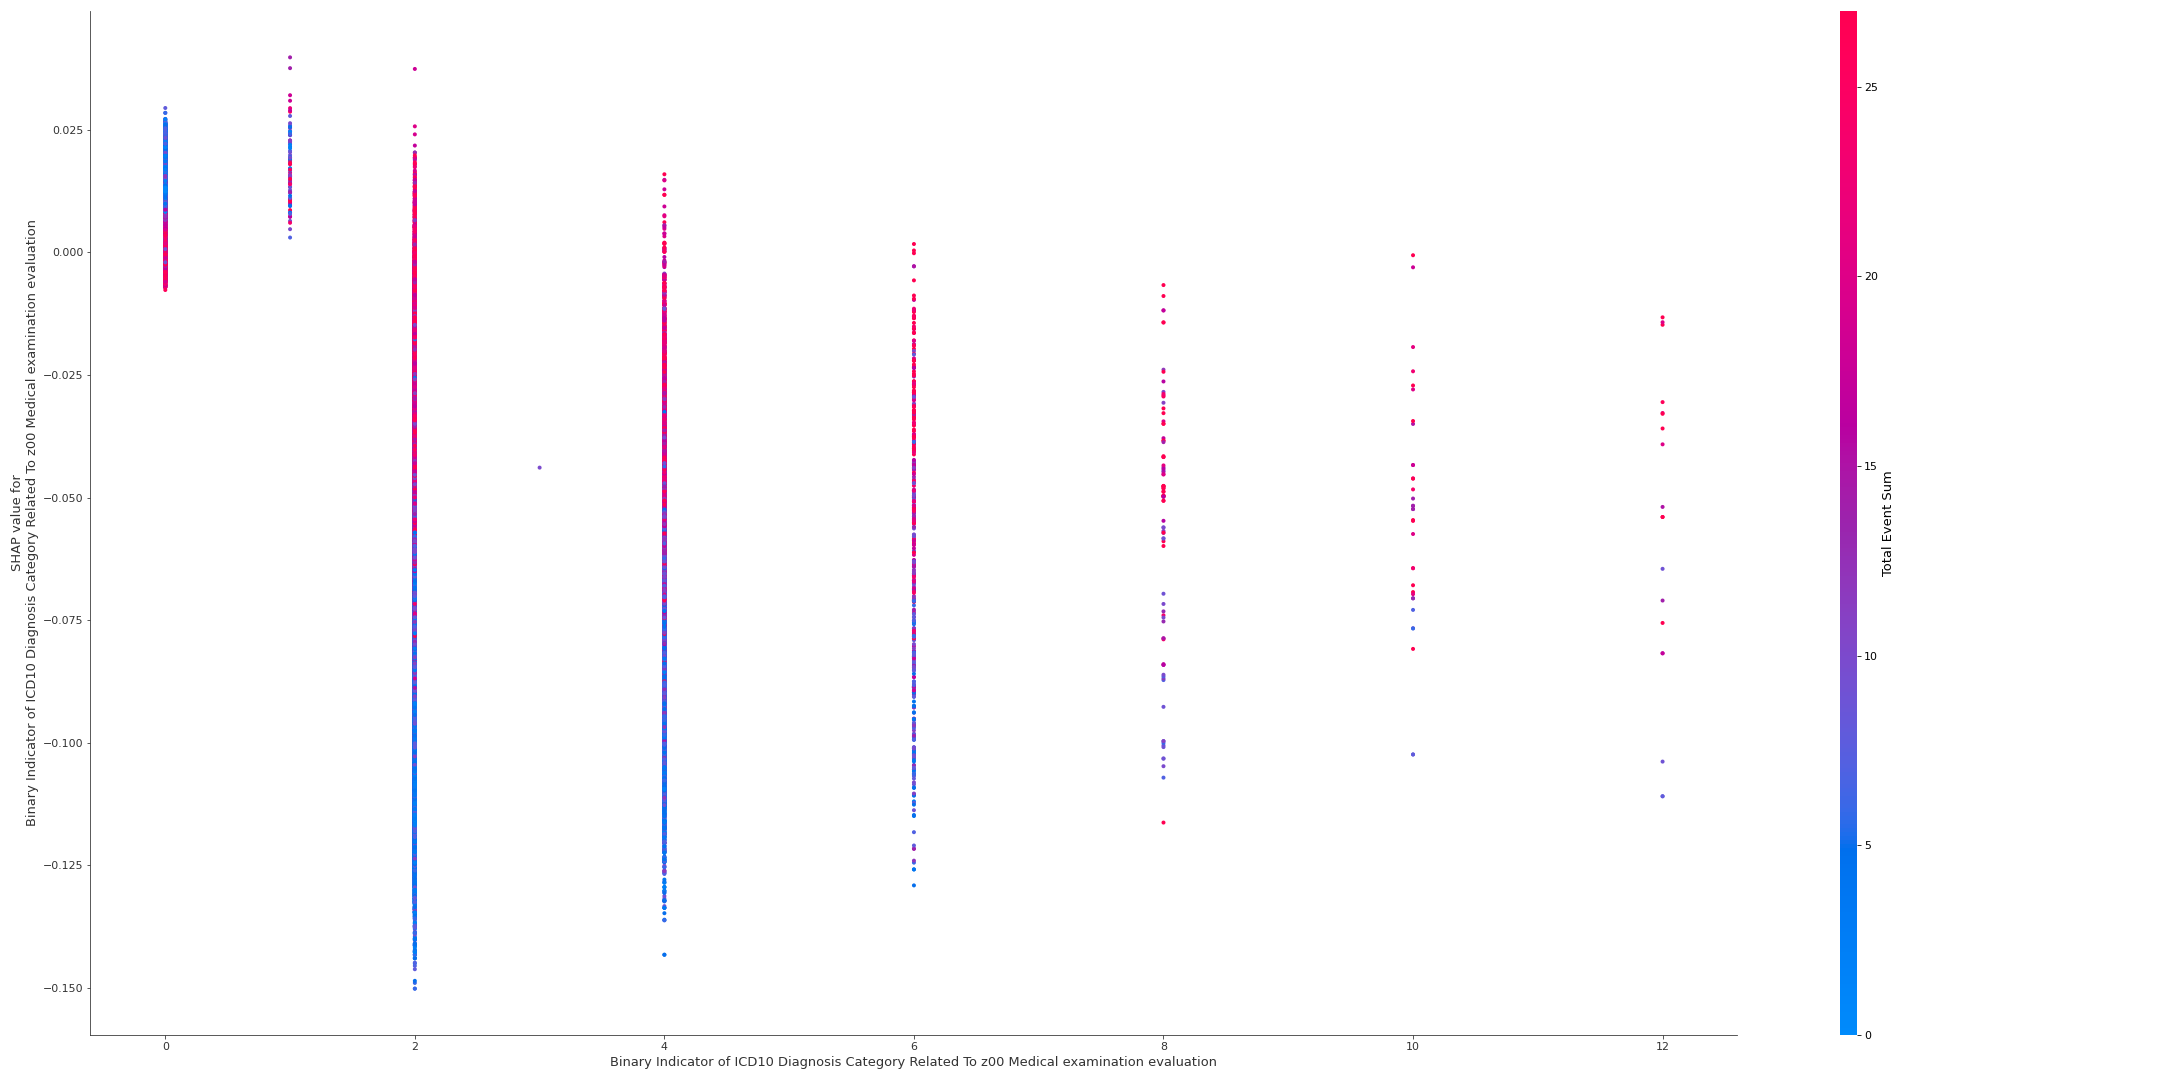 SHAP value for
Binary Indicator of ICD10 Diagnosis Category Related To z00 Medical examination evaluation
0.025
0.000
−0.025
−0.050
−0.075
−0.100
−0.125
−0.150
0 2 4 6 8 10 12
Binary Indicator of ICD10 Diagnosis Category Related To z00 Medical examination evaluation
25
20
15
10
5
0
Total Event Sum